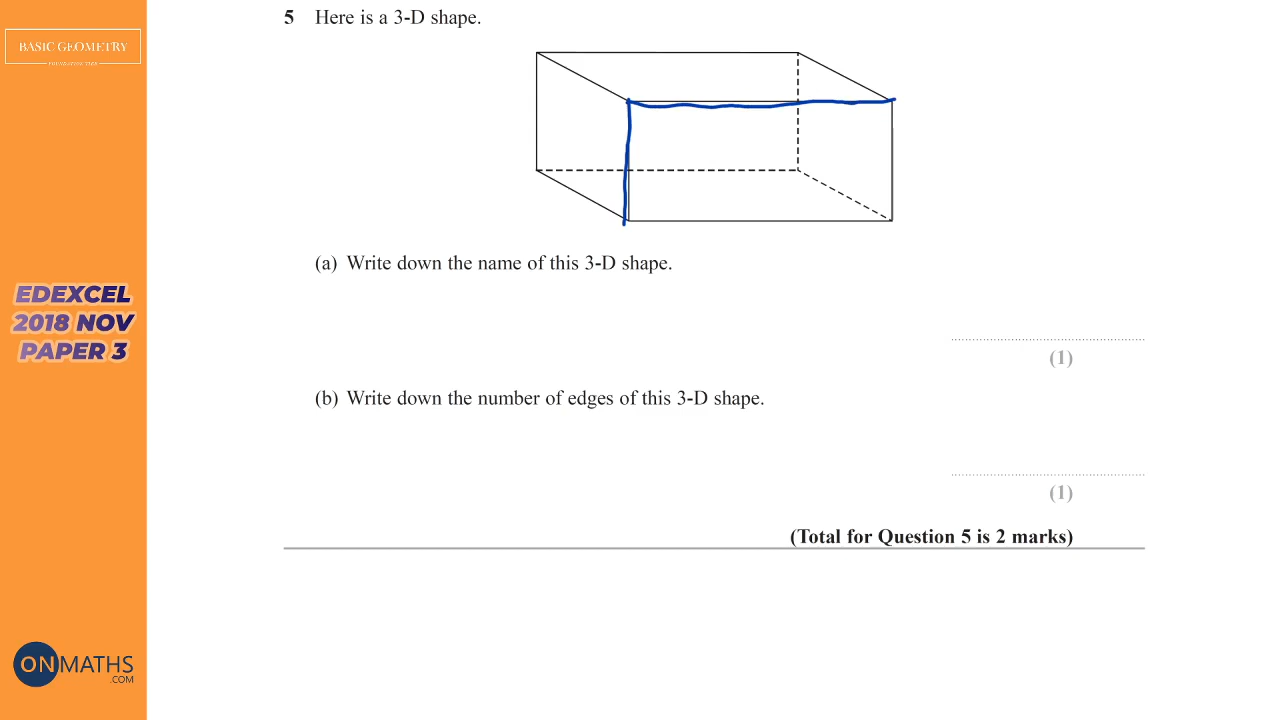 BASIC GEOMETRY
FOUNDATION TIER
5 Here is a 3-D shape.
EDEXCEL
2018 NOV
PAPER 3
(a) Write down the name of this 3-D shape.
(1)
(b) Write down the number of edges of this 3-D shape.
(1)
(Total for Question 5 is 2 marks)
ONMATHS
.COM